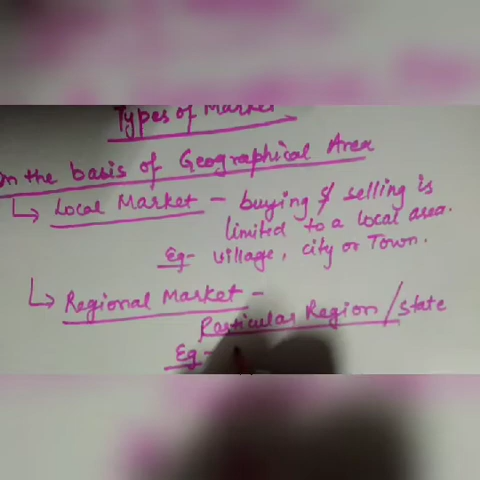 Types of Market
On the basis of Geographical Area
Local Market - buying & selling is
limited to a local area.
Eg- village, city or Town.
Regional Market -
Particular Region/State
Eg-